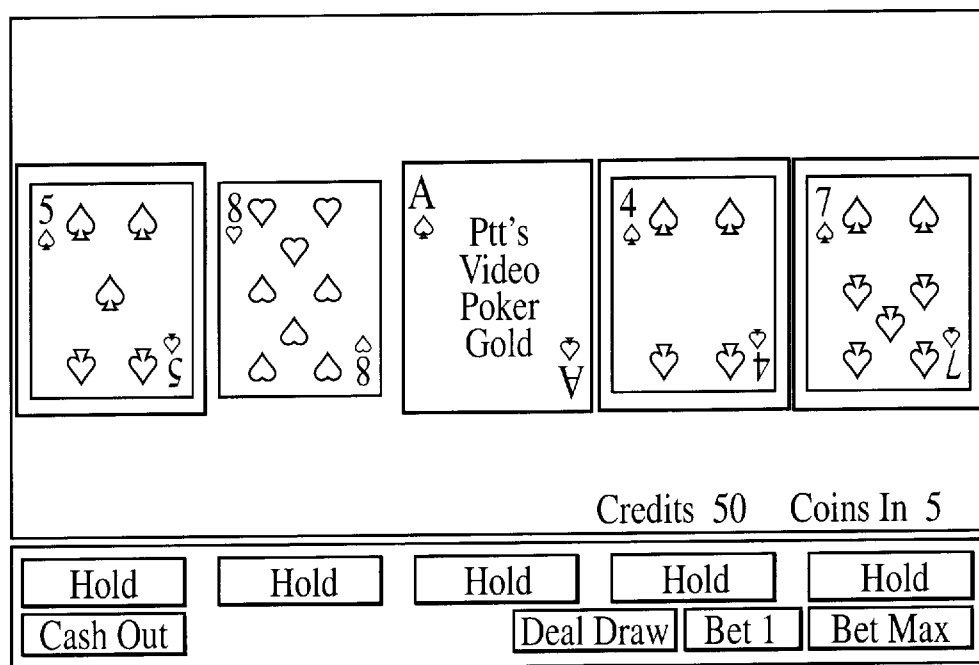 5 8 A 4 7
Ptt's
Video
Poker
Gold
5 8 A 4 7
Credits 50 Coins In 5
Hold Hold Hold Hold Hold
Cash Out Deal Draw Bet 1 Bet Max